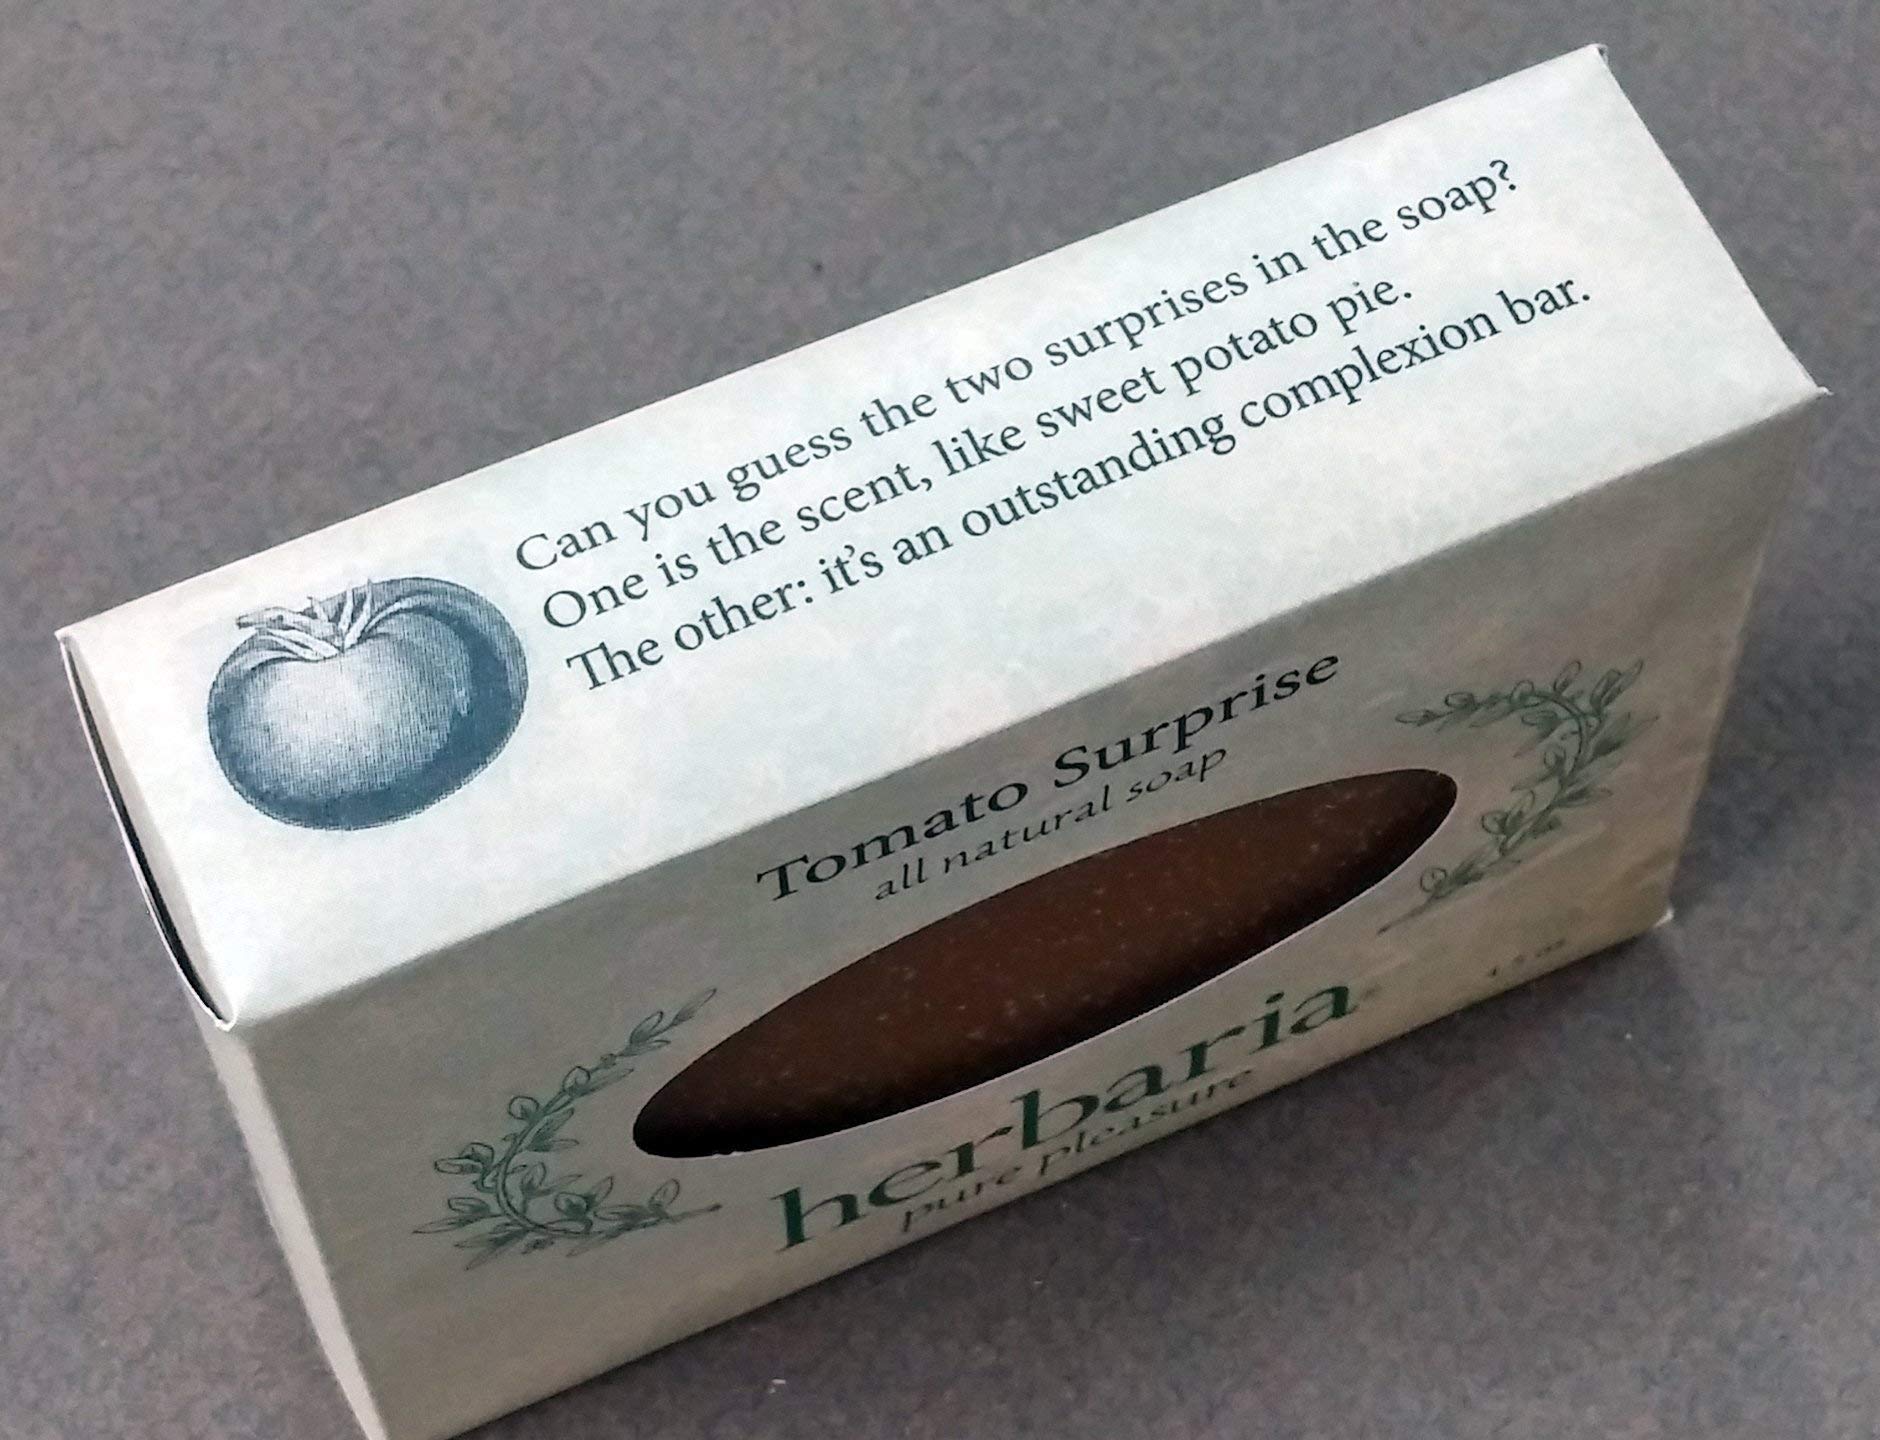 Can you guess the two surprises in the soap?
One is the scent, like sweet potato pie.
The other: it's an outstanding complexion bar.
Tomato Surprise
all natural soap
herbaria
pure pleasure